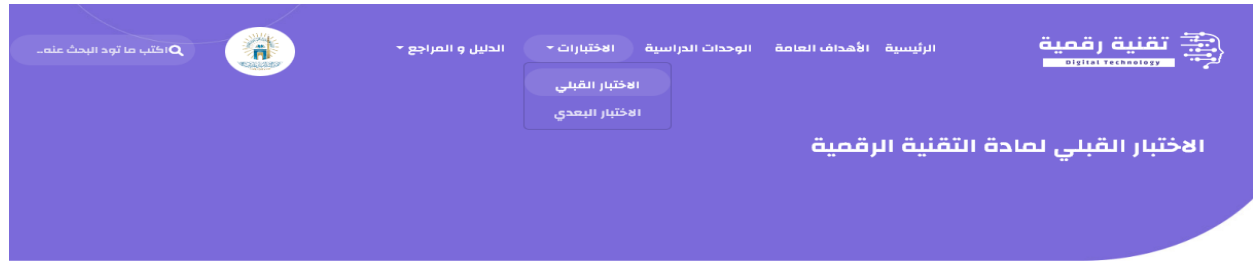 تقنية رقمية
Digital Technology
الرئيسية
الأهداف العامة
الوحدات الدراسية
الاختبارات
الدليل و المراجع
اكتب ما تود البحث عنه..
الاختبار القبلي
الاختبار البعدي
الاختبار القبلي لمادة التقنية الرقمية